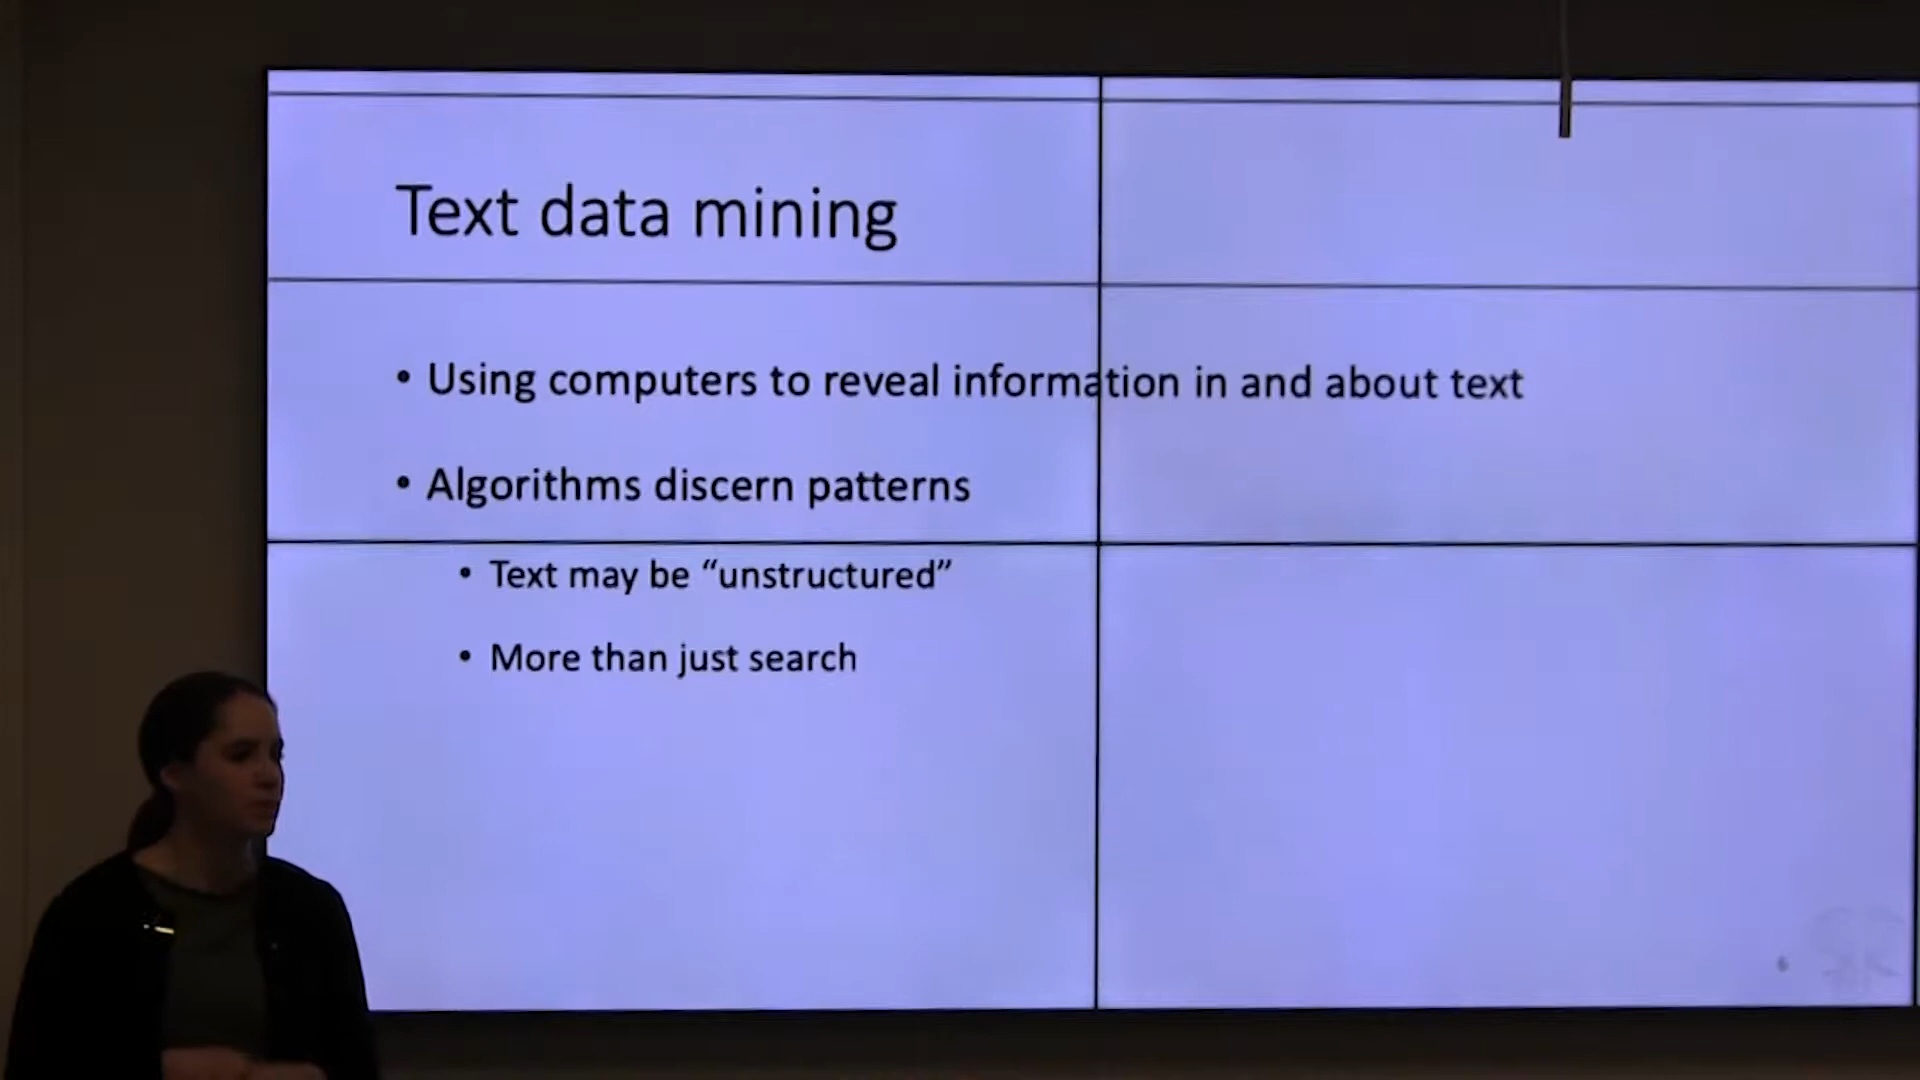 Text data mining
• Using computers to reveal information in and about text
• Algorithms discern patterns
• Text may be “unstructured”
• More than just search
6